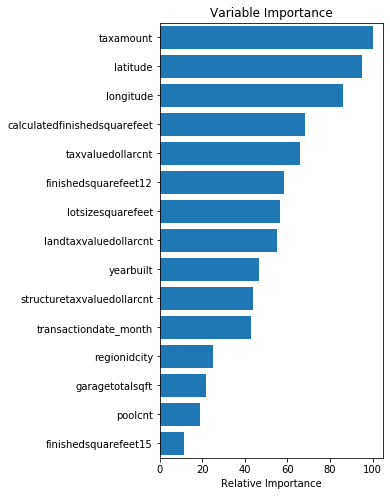 Variable Importance
taxamount
latitude
longitude
calculatedfinishedsquarefeet
taxvaluedollarcnt
finishedsquarefeet12
lotsizesquarefeet
landtaxvaluedollarcnt
yearbuilt
structuretaxvaluedollarcnt
transactiondate_month
regionidcity
garagetotalsqft
poolcnt
finishedsquarefeet15
0 20 40 60 80 100
Relative Importance